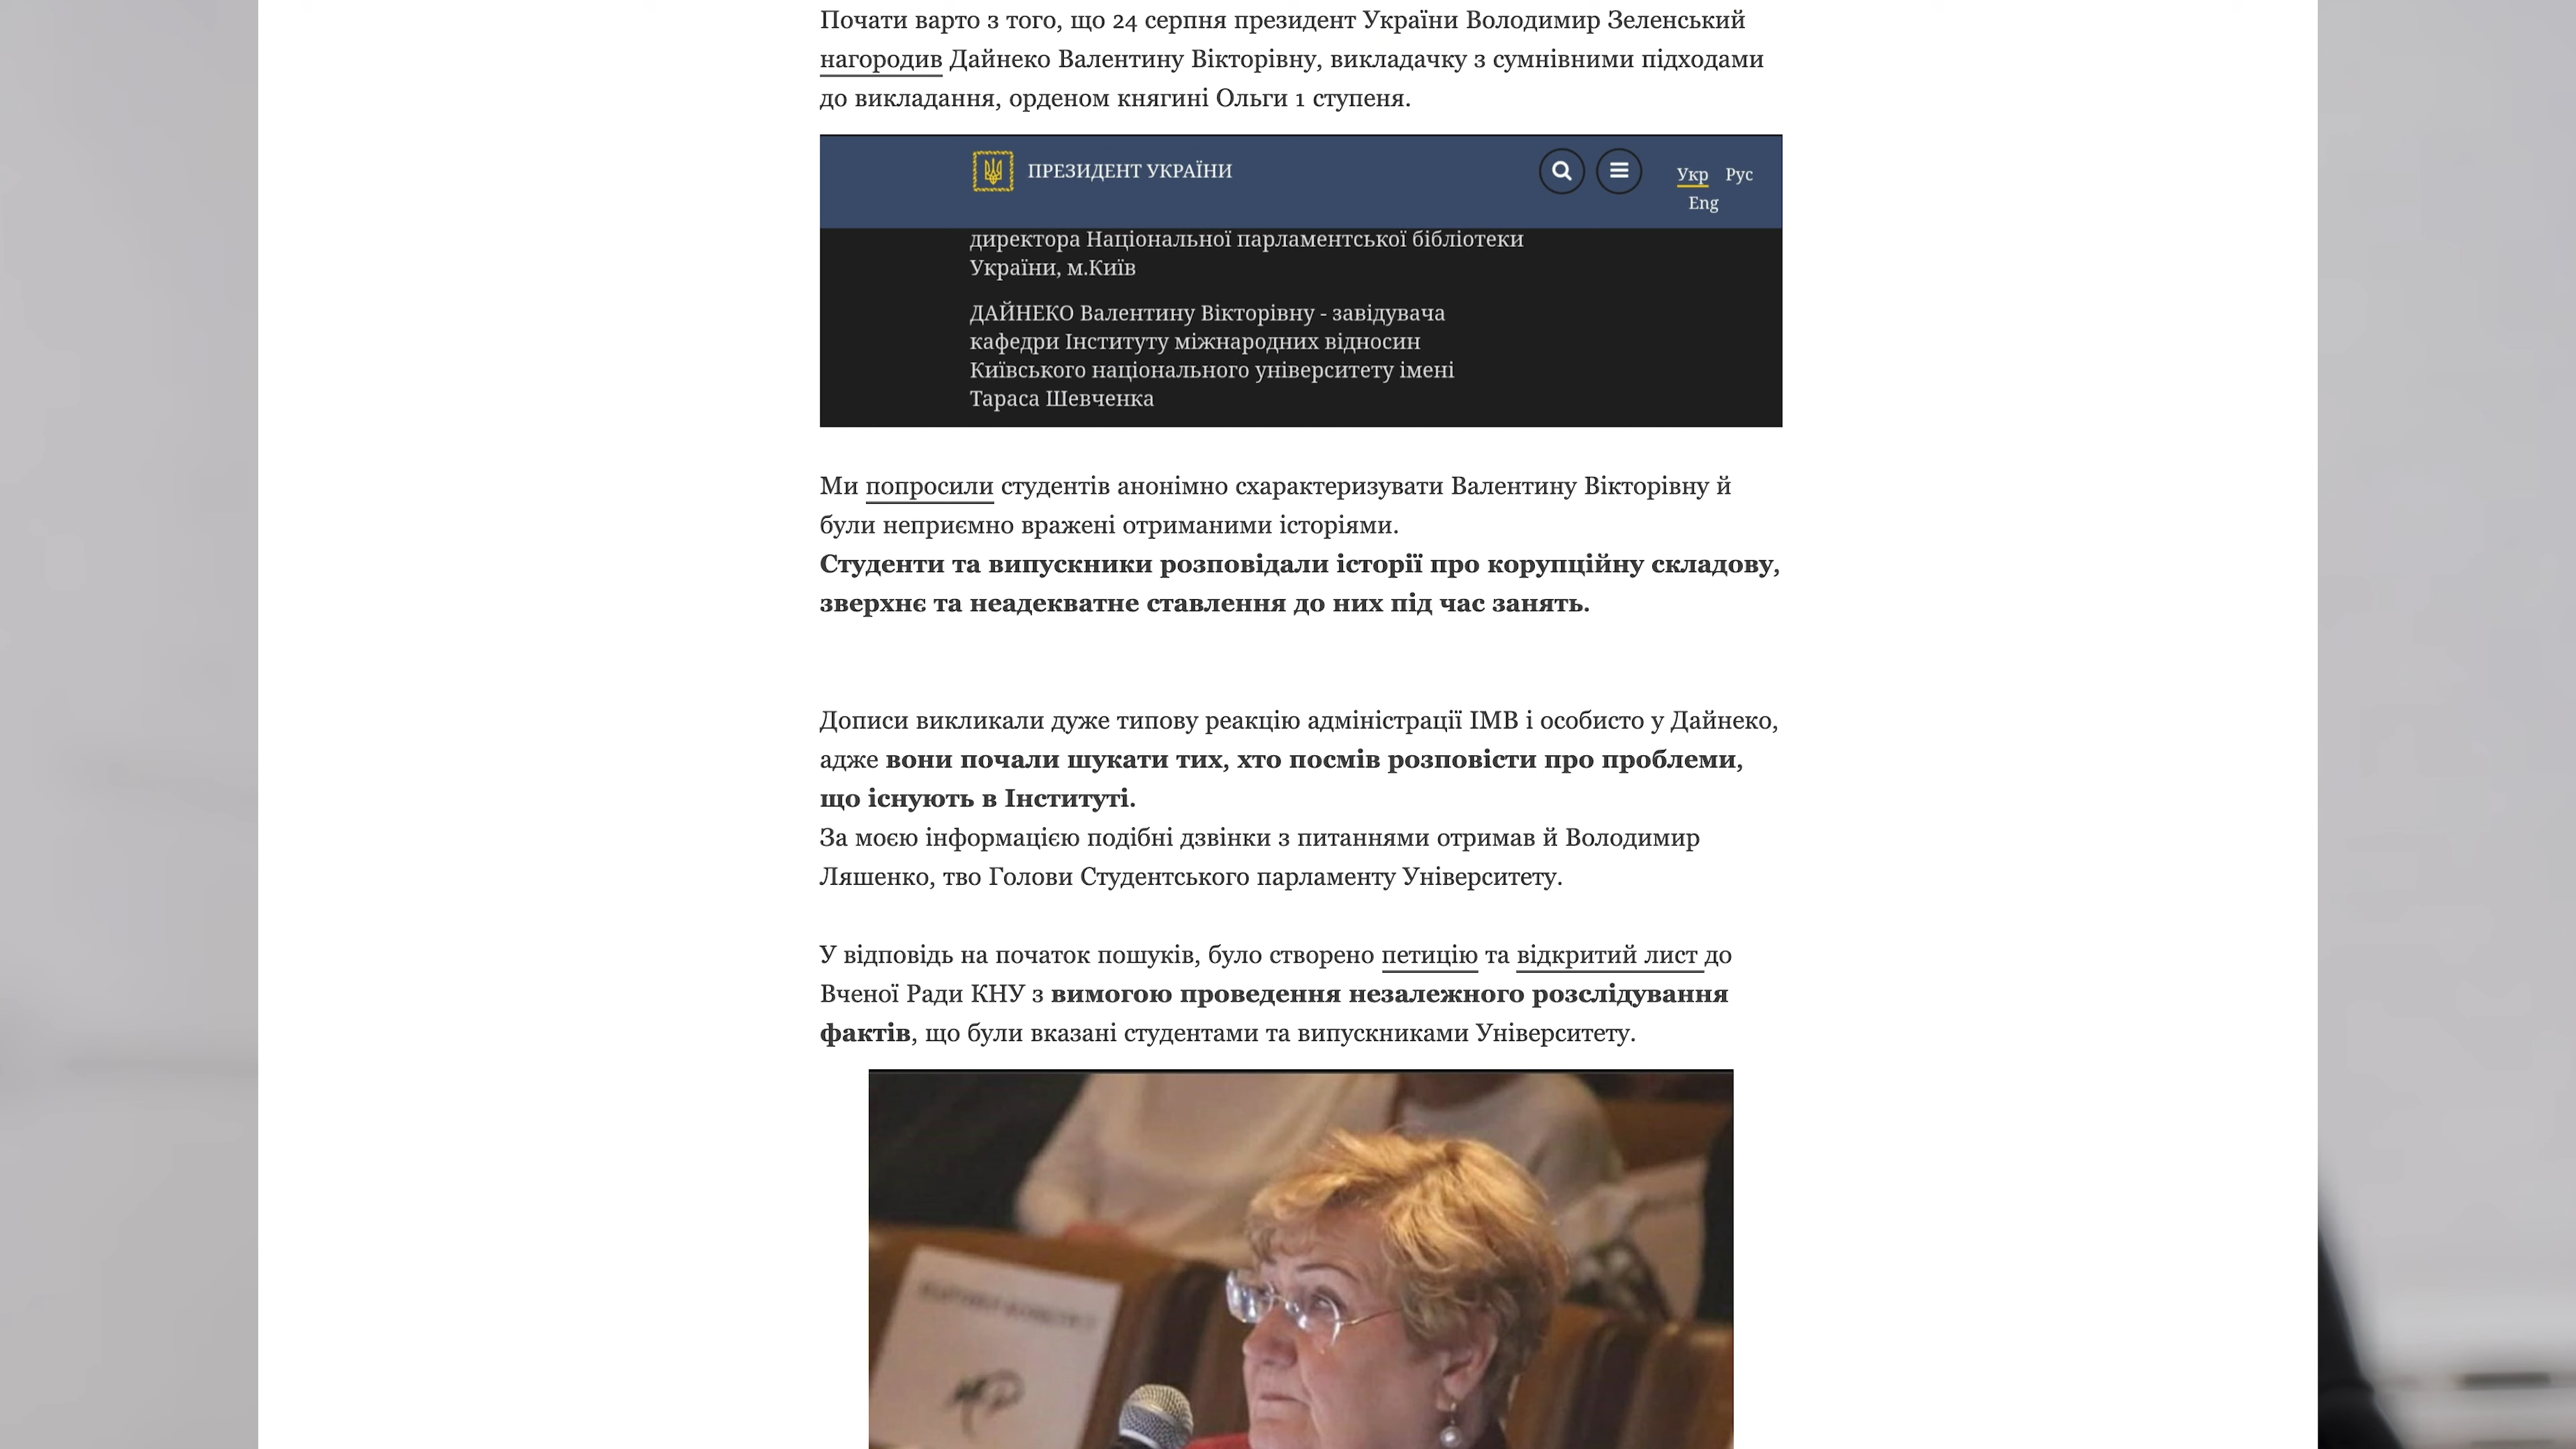 Почати варто з того, що 24 серпня президент України Володимир Зеленський
нагородив Дайнеко Валентину Вікторівну, викладачку з сумнівними підходами
до викладання, орденом княгині Ольги 1 ступеня.
ПРЕЗИДЕНТ УКРАЇНИ
Укр Рус
Eng
директора Національної парламентської бібліотеки
України, м.Київ
ДАЙНЕКО Валентину Вікторівну - завідувача
кафедри Інституту міжнародних відносин
Київського національного університету імені
Тараса Шевченка
Ми попросили студентів анонімно схарактеризувати Валентину Вікторівну й
були неприємно вражені отриманими історіями.
Студенти та випускники розповідали історії про корупційну складову,
зверхнє та неадекватне ставлення до них під час занять.
Дописи викликали дуже типову реакцію адміністрації ІМВ і особисто у Дайнеко,
адже вони почали шукати тих, хто посмів розповісти про проблеми,
що існують в Інституті.
За моєю інформацією подібні дзвінки з питаннями отримав й Володимир
Ляшенко, тво Голови Студентського парламенту Університету.
У відповідь на початок пошуків, було створено петицію та відкритий лист до
Вченої Ради КНУ з вимогою проведення незалежного розслідування
фактів, що були вказані студентами та випускниками Університету.